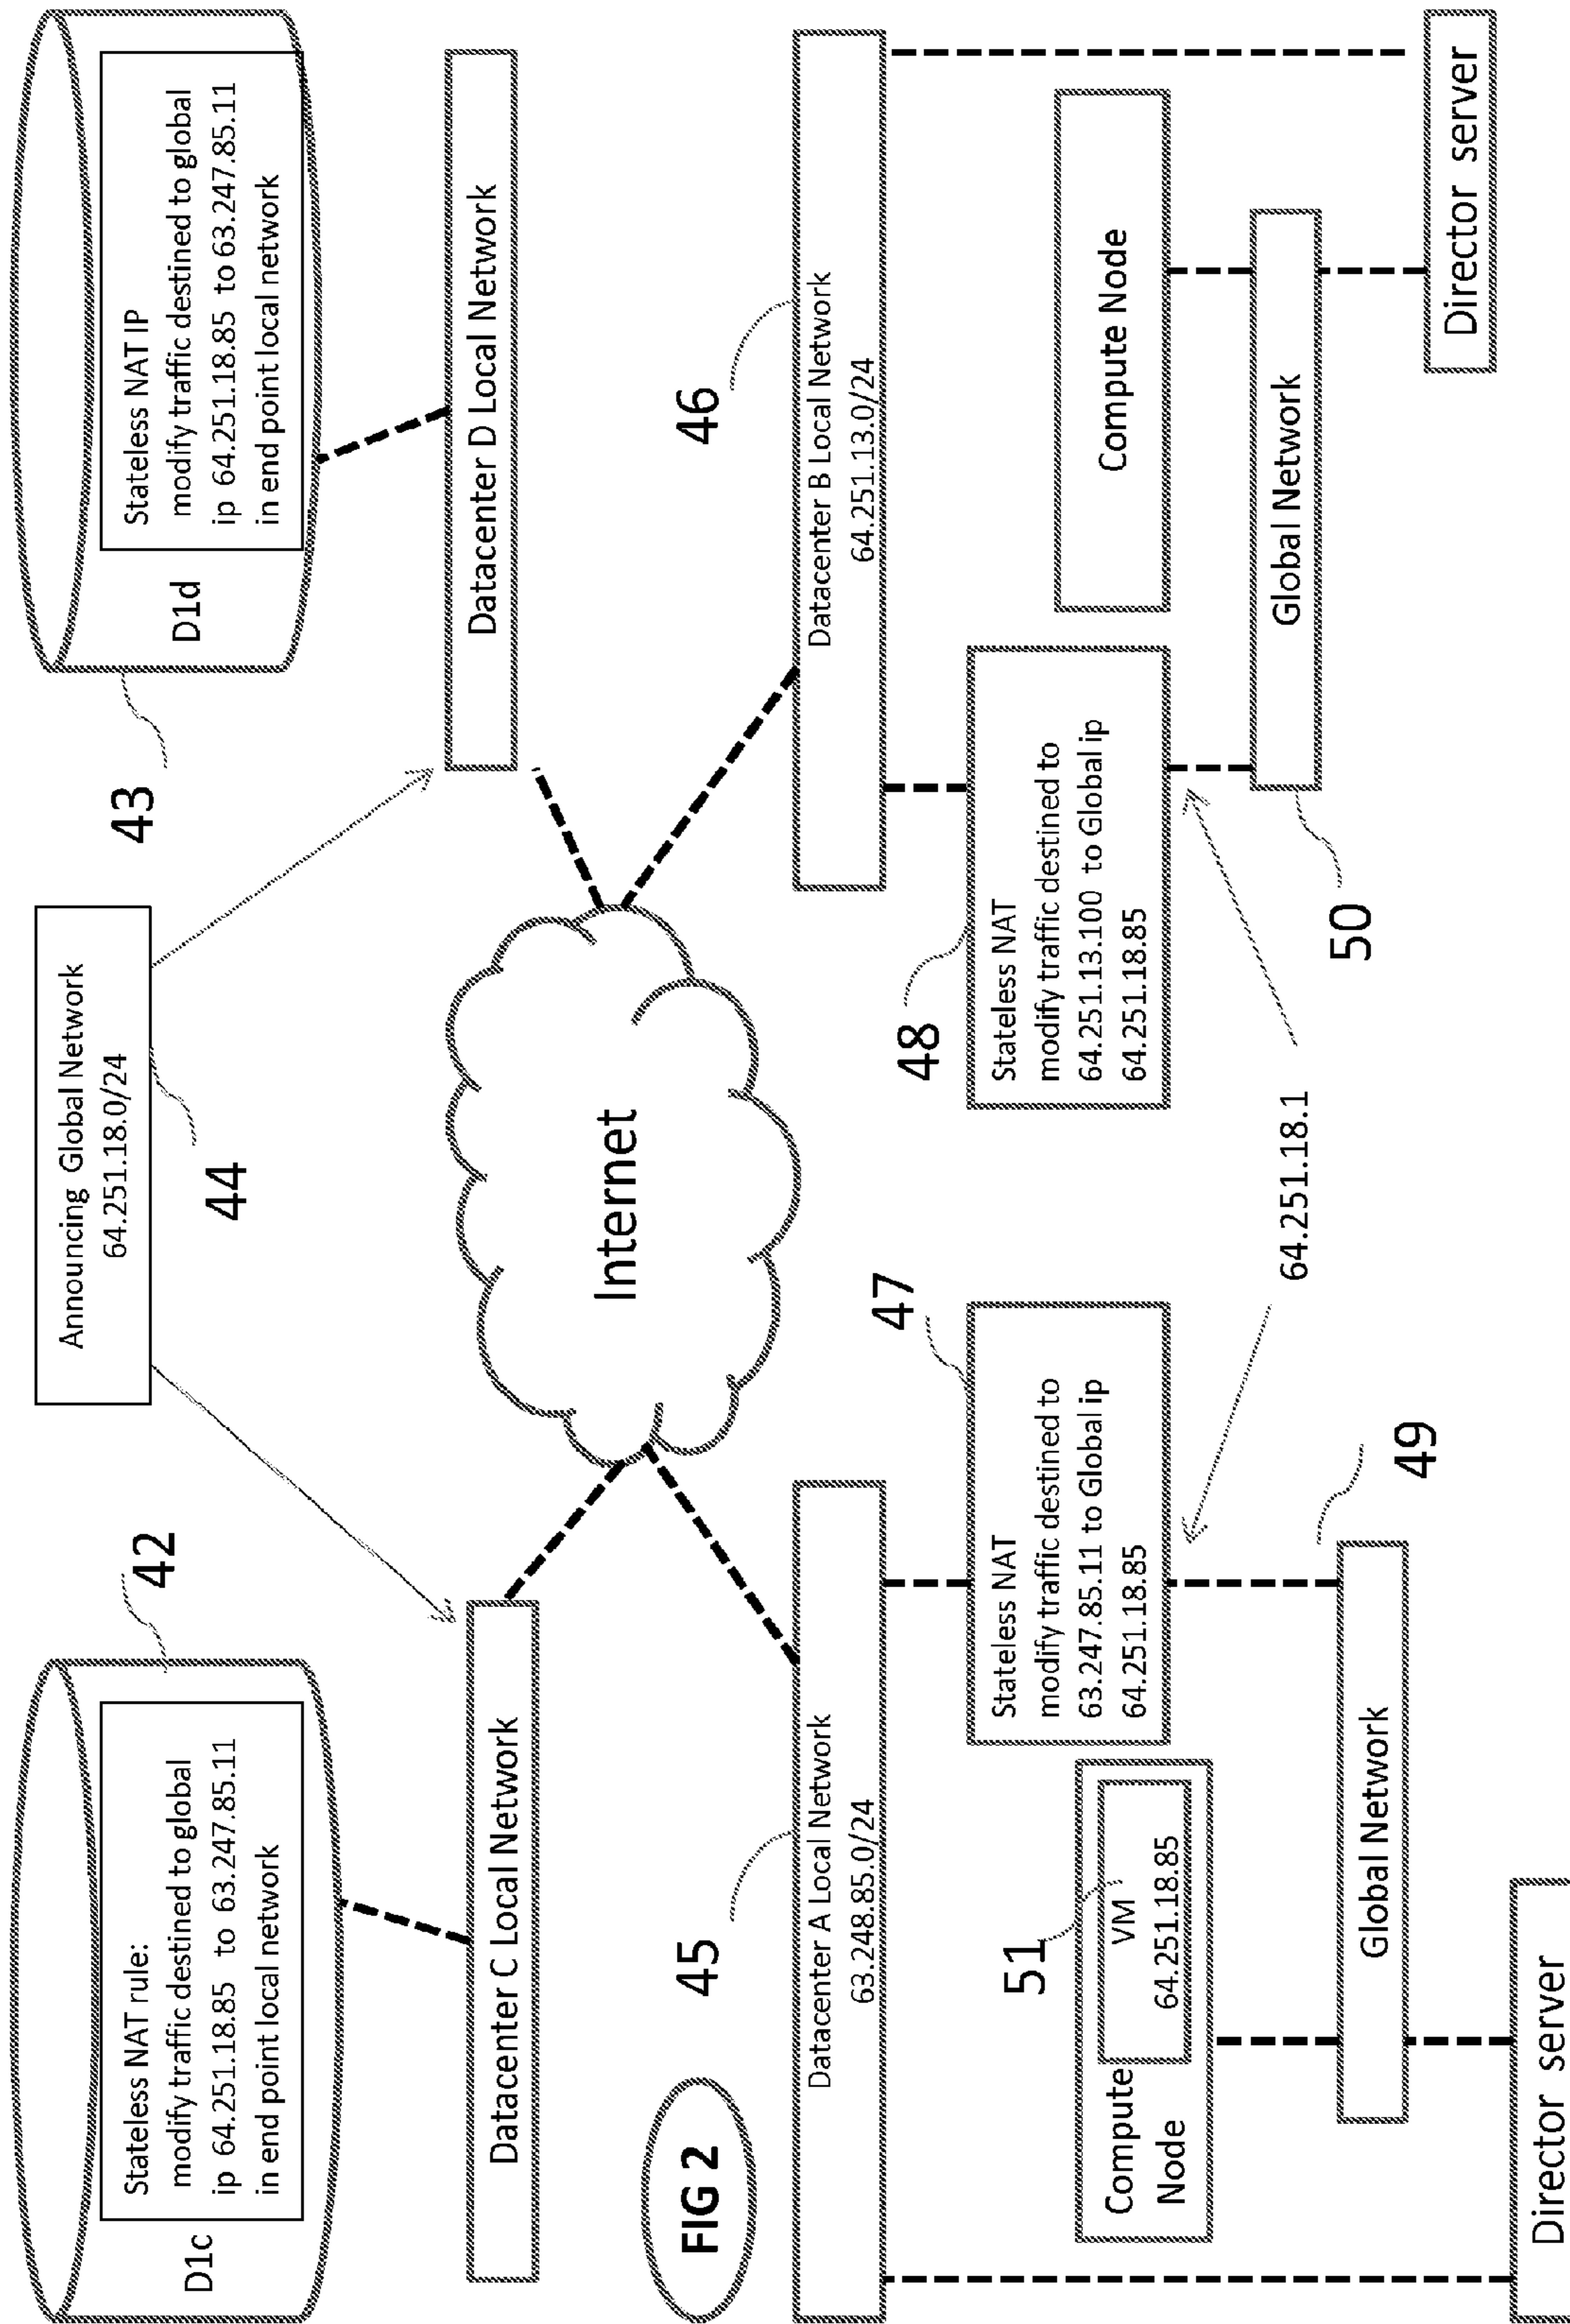 Stateless NAT rule:
modify traffic destined to global
ip 64.251.18.85 to 63.247.85.11
in end point local network
D1c
42
Datacenter C Local Network
Announcing Global Network
64.251.18.0/24
44
Stateless NAT IP
modify traffic destined to global
ip 64.251.18.85 to 63.247.85.11
in end point local network
D1d
43
Datacenter D Local Network
FIG 2
Internet
45
Datacenter A Local Network
63.248.85.0/24
46
Datacenter B Local Network
64.251.13.0/24
47
Stateless NAT
modify traffic destined to
63.247.85.11 to Global ip
64.251.18.85
48
Stateless NAT
modify traffic destined to
64.251.13.100 to Global ip
64.251.18.85
51
Compute
Node
VM
64.251.18.85
64.251.18.1
Compute Node
49
Global Network
50
Global Network
Director server
Director server